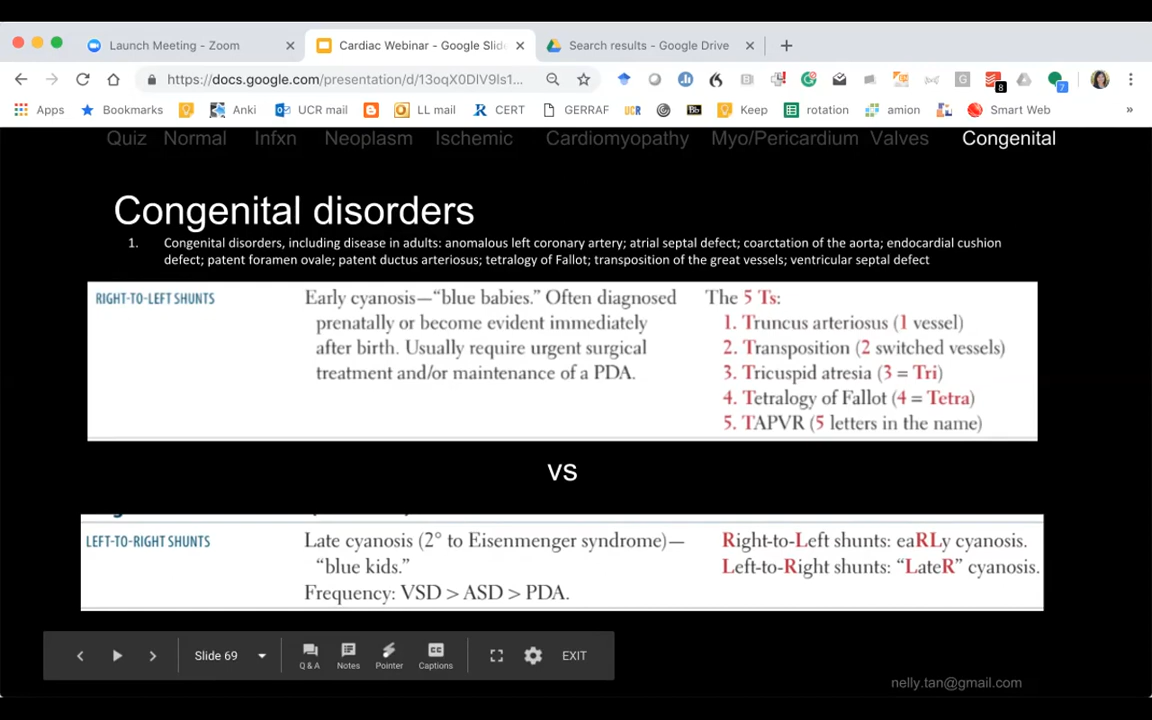 Launch Meeting - Zoom
Cardiac Webinar - Google Slid
Search results - Google Drive
https://docs.google.com/presentation/d/13oqX0DIV9ls1...
8
7
Apps
Bookmarks
Anki
UCR mail
LL mail
CERT
GERRAF
UCR
Keep
rotation
amion
Smart Web
»
Quiz Normal Infxn Neoplasm Ischemic Cardiomyopathy Myo/Pericardium Valves Congenital
Congenital disorders
1. Congenital disorders, including disease in adults: anomalous left coronary artery; atrial septal defect; coarctation of the aorta; endocardial cushion
defect; patent foramen ovale; patent ductus arteriosus; tetralogy of Fallot; transposition of the great vessels; ventricular septal defect
RIGHT-TO-LEFT SHUNTS
Early cyanosis—“blue babies.” Often diagnosed
prenatally or become evident immediately
after birth. Usually require urgent surgical
treatment and/or maintenance of a PDA.
The 5 Ts:
1. Truncus arteriosus (1 vessel)
2. Transposition (2 switched vessels)
3. Tricuspid atresia (3 = Tri)
4. Tetralogy of Fallot (4 = Tetra)
5. TAPVR (5 letters in the name)
vs
LEFT-TO-RIGHT SHUNTS
Late cyanosis (2° to Eisenmenger syndrome)—
“blue kids.”
Frequency: VSD > ASD > PDA.
Right-to-Left shunts: eaRLy cyanosis.
Left-to-Right shunts: “LateR” cyanosis.
Slide 69
Q & A
Notes
Pointer
CC
Captions
EXIT
nelly.tan@gmail.com